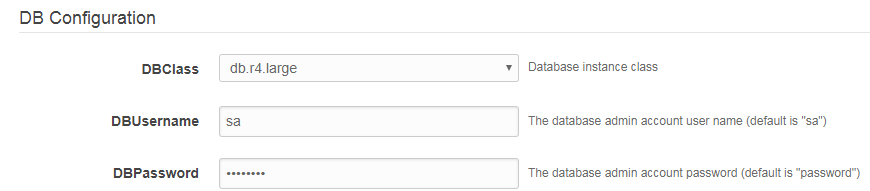 DB Configuration
DBClass db.r4.large Database instance class
DBUsername sa The database admin account user name (default is "sa")
DBPassword •••••••• The database admin account password (default is "password")